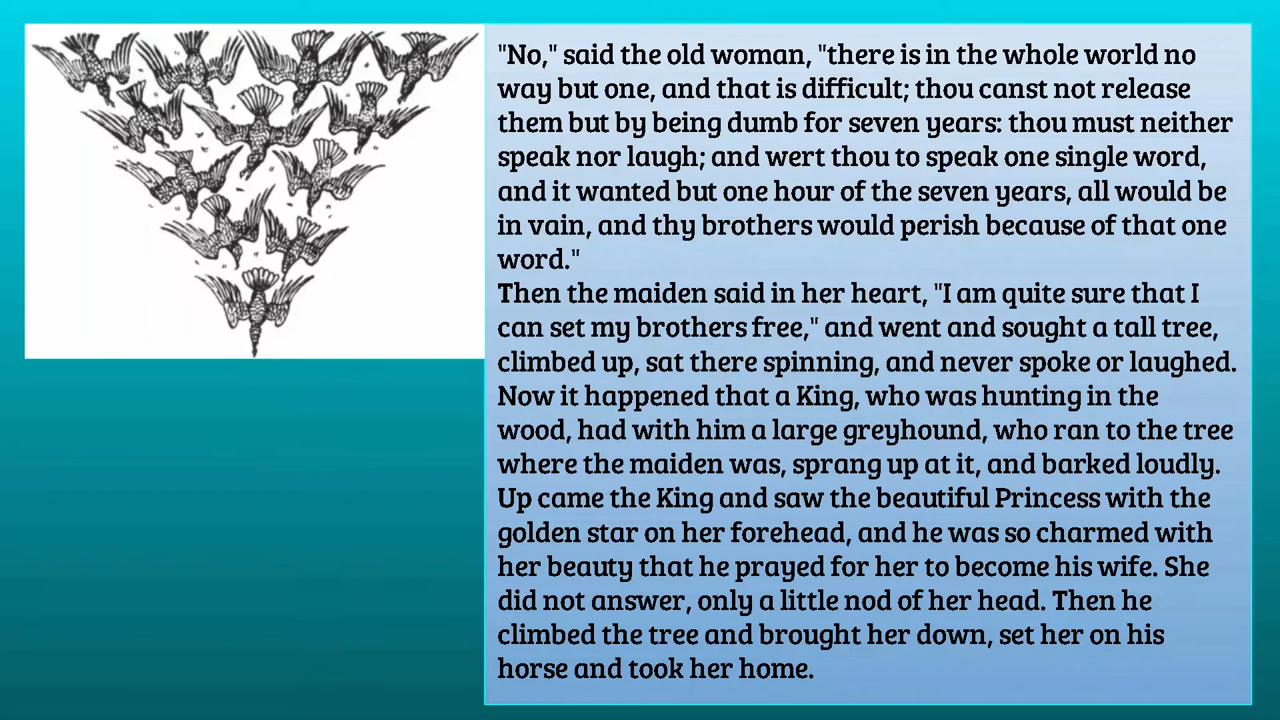 "No," said the old woman, "there is in the whole world no
way but one, and that is difficult; thou canst not release
them but by being dumb for seven years: thou must neither
speak nor laugh; and wert thou to speak one single word,
and it wanted but one hour of the seven years, all would be
in vain, and thy brothers would perish because of that one
word."
Then the maiden said in her heart, "I am quite sure that I
can set my brothers free," and went and sought a tall tree,
climbed up, sat there spinning, and never spoke or laughed.
Now it happened that a King, who was hunting in the
wood, had with him a large greyhound, who ran to the tree
where the maiden was, sprang up at it, and barked loudly.
Up came the King and saw the beautiful Princess with the
golden star on her forehead, and he was so charmed with
her beauty that he prayed for her to become his wife. She
did not answer, only a little nod of her head. Then he
climbed the tree and brought her down, set her on his
horse and took her home.